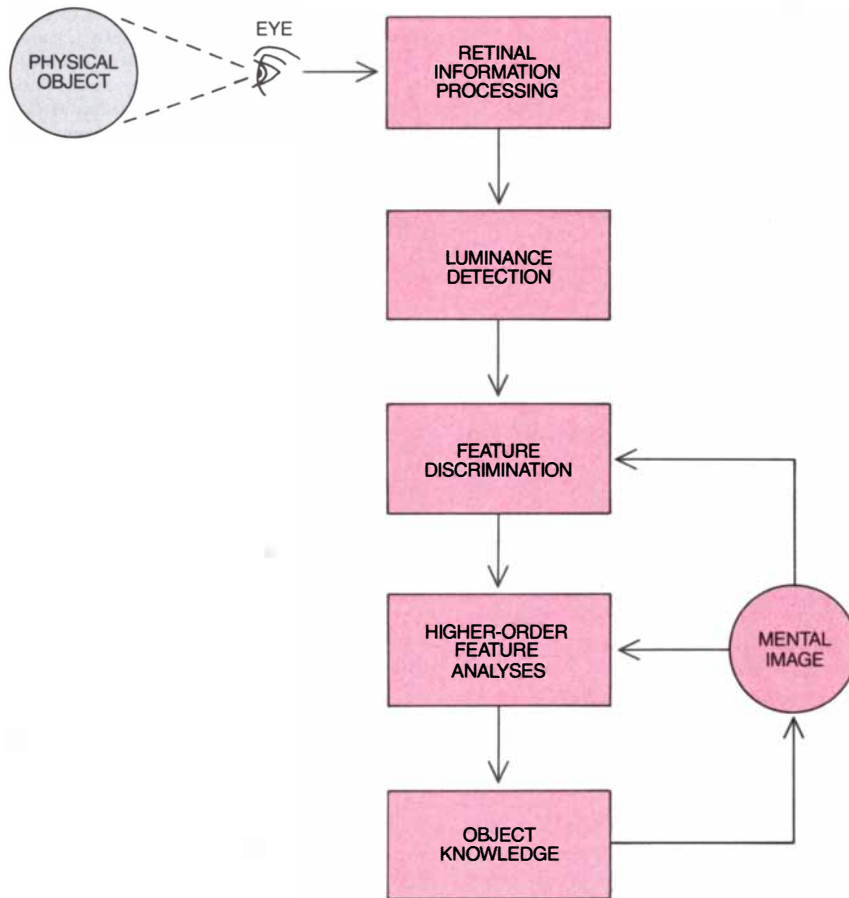 EYE
PHYSICAL
OBJECT
RETINAL
INFORMATION
PROCESSING
LUMINANCE
DETECTION
FEATURE
DISCRIMINATION
HIGHER-ORDER
FEATURE
ANALYSES
MENTAL
IMAGE
OBJECT
KNOWLEDGE